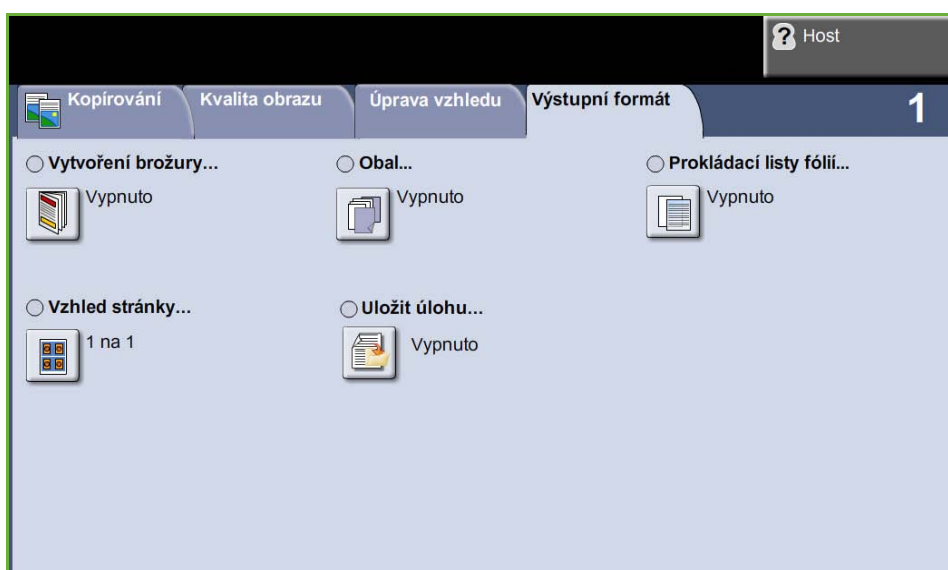 ? Host
Kopírování Kvalita obrazu Úprava vzhledu Výstupní formát 1
Vytvoření brožury... Obal... Prokládací listy fólií...
Vypnuto Vypnuto Vypnuto
Vzhled stránky... Uložit úlohu...
1 na 1 Vypnuto